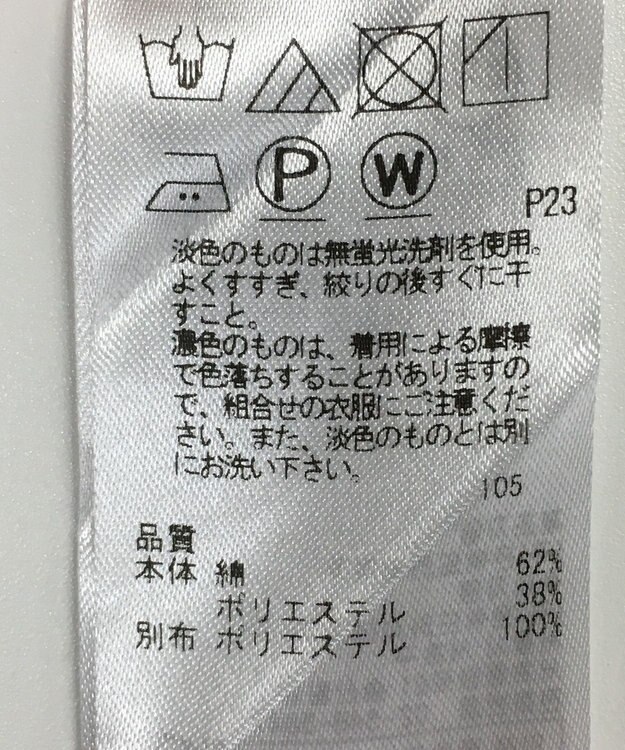 P
W
P23
淡色のものは無蛍光洗剤を使用。
よくすすぎ、絞りの後すぐに干
すこと。
濃色のものは、着用による摩擦
で色落ちすることがありますの
で、組合せの衣服にご注意くだ
さい。また、淡色のものとは別
にお洗い下さい。
105
品質
本体 綿 62%
ポリエステル 38%
別布 ポリエステル 100%